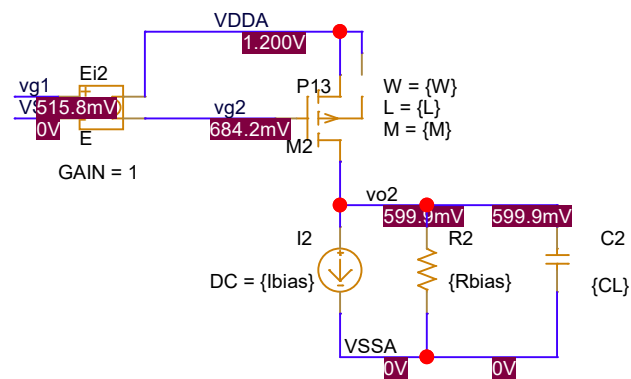 VDDA
1.200V
Ei2
vg1
515.8mV
0V
E
GAIN = 1
vg2
684.2mV
P13
M2
W = {W}
L = {L}
M = {M}
vo2
599.9mV
599.9mV
I2
DC = {Ibias}
R2
{Rbias}
C2
{CL}
VSSA
0V
0V